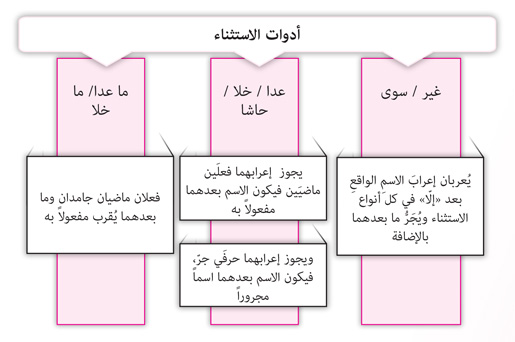 أدوات الاستثناء
غير / سوى
يُعربان إعرابَ الاسمِ الواقعِ
بعد «إلّا» في كلَ أنواع
الاستثناء ويُجَرُّ ما بعدهما
بالإضافة
عدا / خلا /
حاشا
يجوز إعرابهما فعلَين
ماضيَين فيكون الاسم بعدهما
مفعولاً به
ويجوز إعرابهما حرفَي جرّ،
فيكون الاسم بعدهما اسماً
مجروراً
ما عدا/ ما
خلا
فعلان ماضيان جامدان وما
بعدهما يُقرب مفعولاً به